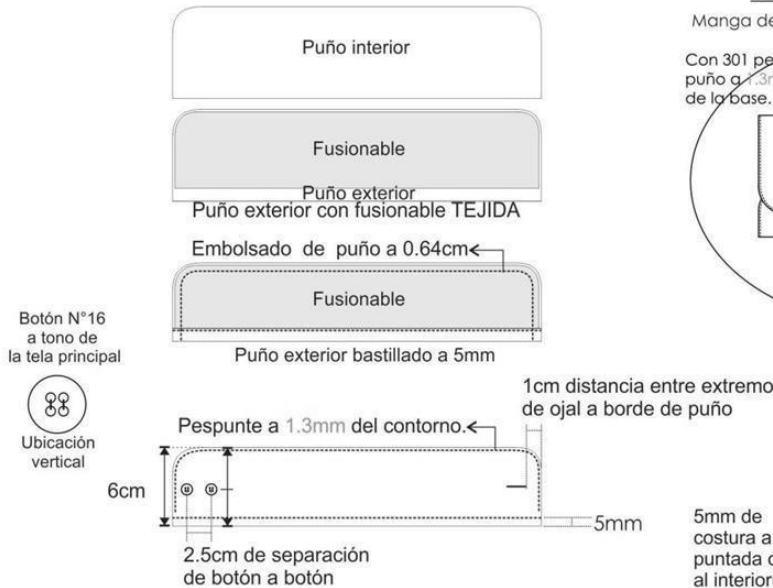 Puño interior
Fusionable
Puño exterior
Puño exterior con fusionable TEJIDA
Embolsado de puño a 0.64cm
Fusionable
Puño exterior bastillado a 5mm
Botón N°16
a tono de
la tela principal
Ubicación
vertical
1cm distancia entre extremo
de ojal a borde de puño
Pespunte a 1.3mm del contorno.
6cm
5mm
2.5cm de separación
de botón a botón
Manga de
Con 301 pe
puño a 1.3m
de la base.
5mm de
costura a
puntada
al interior